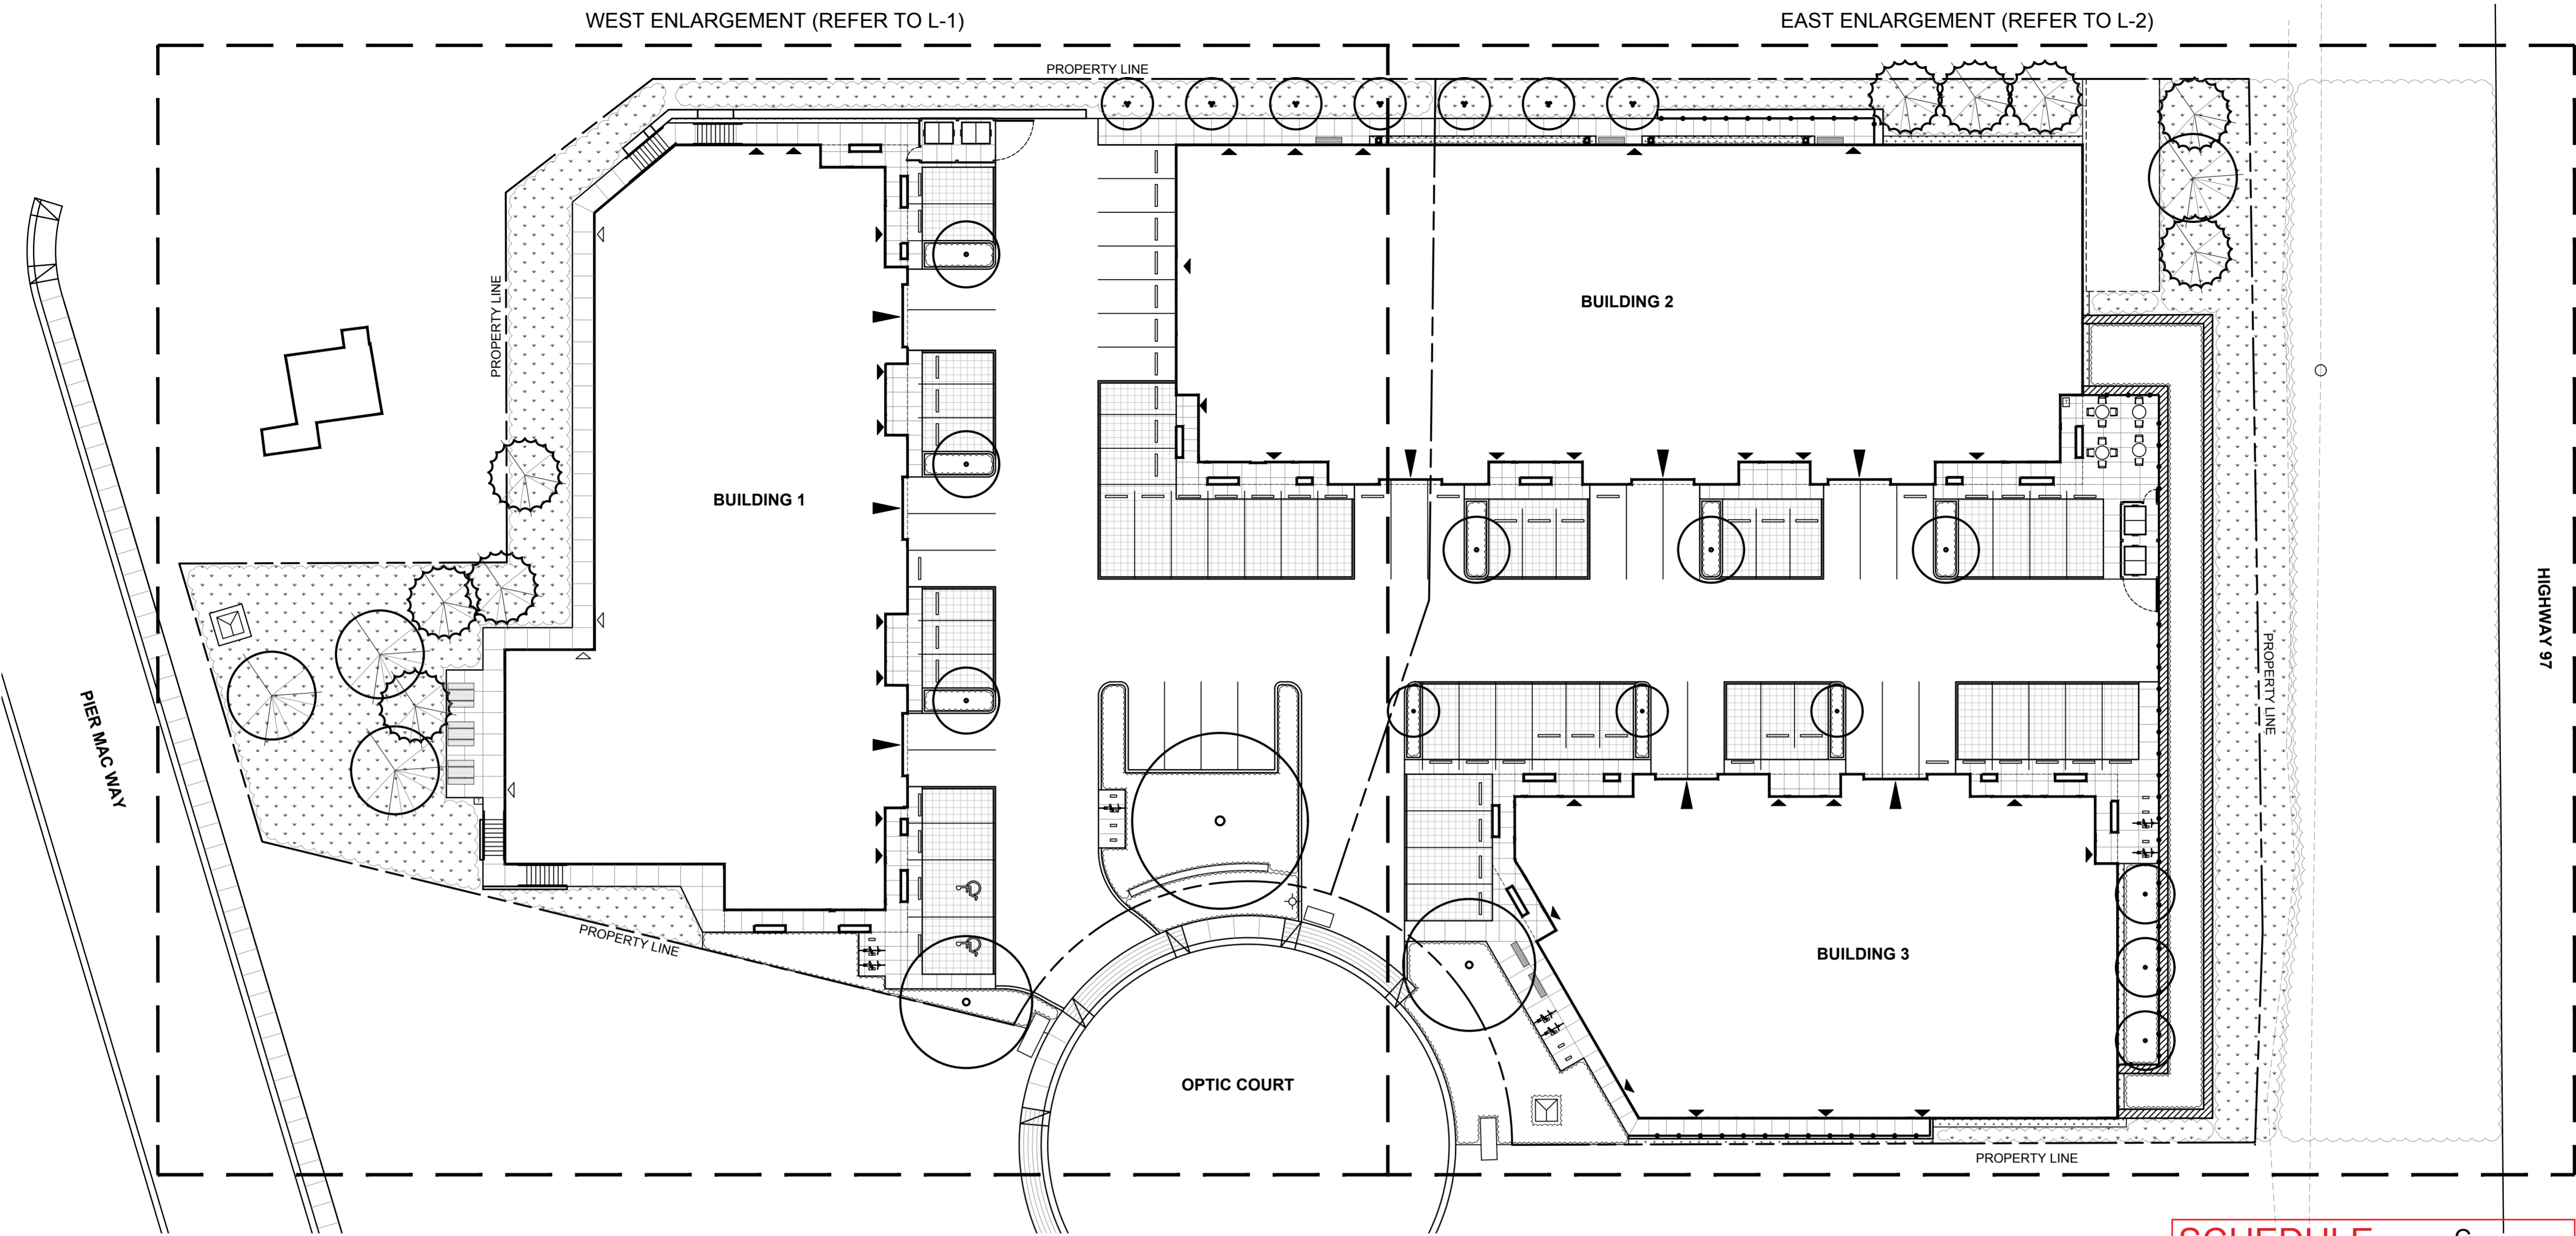 WEST ENLARGEMENT (REFER TO L-1)
EAST ENLARGEMENT (REFER TO L-2)
PROPERTY LINE
PROPERTY LINE
BUILDING 1
BUILDING 2
PIER MAC WAY
HIGHWAY 97
PROPERTY LINE
PROPERTY LINE
BUILDING 3
OPTIC COURT
PROPERTY LINE
SCHEDULE